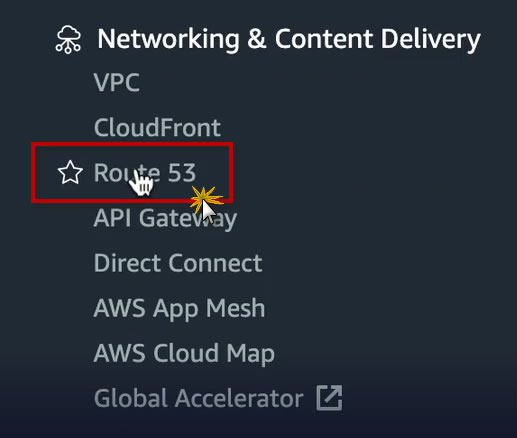 Networking & Content Delivery
VPC
CloudFront
Route 53
API Gateway
Direct Connect
AWS App Mesh
AWS Cloud Map
Global Accelerator